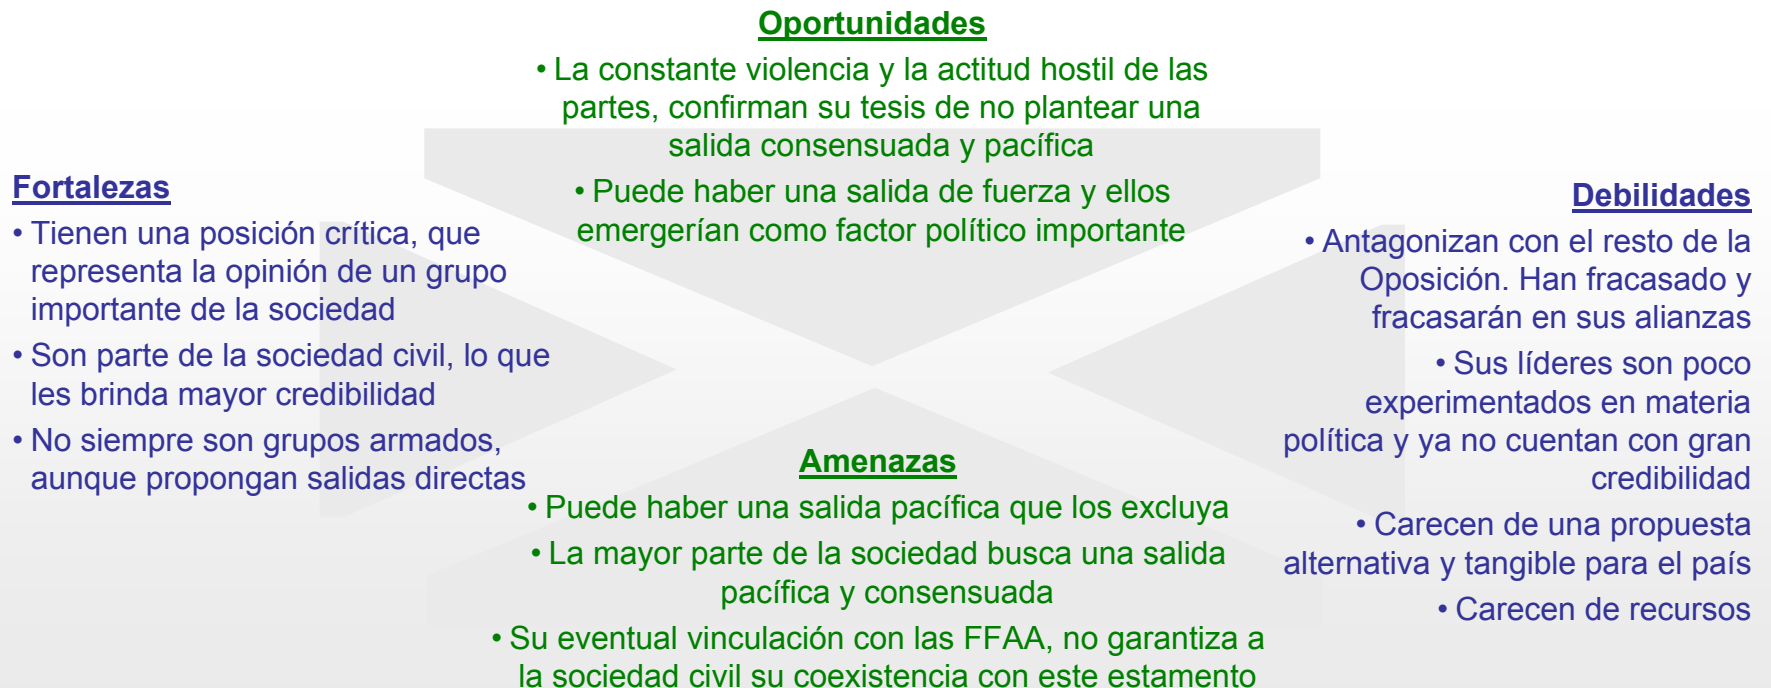 Oportunidades
• La constante violencia y la actitud hostil de las
partes, confirman su tesis de no plantear una
salida consensuada y pacífica
• Puede haber una salida de fuerza y ellos
emergerían como factor político importante
Fortalezas
• Tienen una posición crítica, que
representa la opinión de un grupo
importante de la sociedad
• Son parte de la sociedad civil, lo que
les brinda mayor credibilidad
• No siempre son grupos armados,
aunque propongan salidas directas
Debilidades
• Antagonizan con el resto de la
Oposición. Han fracasado y
fracasarán en sus alianzas
• Sus líderes son poco
experimentados en materia
política y ya no cuentan con gran
credibilidad
• Carecen de una propuesta
alternativa y tangible para el país
• Carecen de recursos
Amenazas
• Puede haber una salida pacífica que los excluya
• La mayor parte de la sociedad busca una salida
pacífica y consensuada
• Su eventual vinculación con las FFAA, no garantiza a
la sociedad civil su coexistencia con este estamento